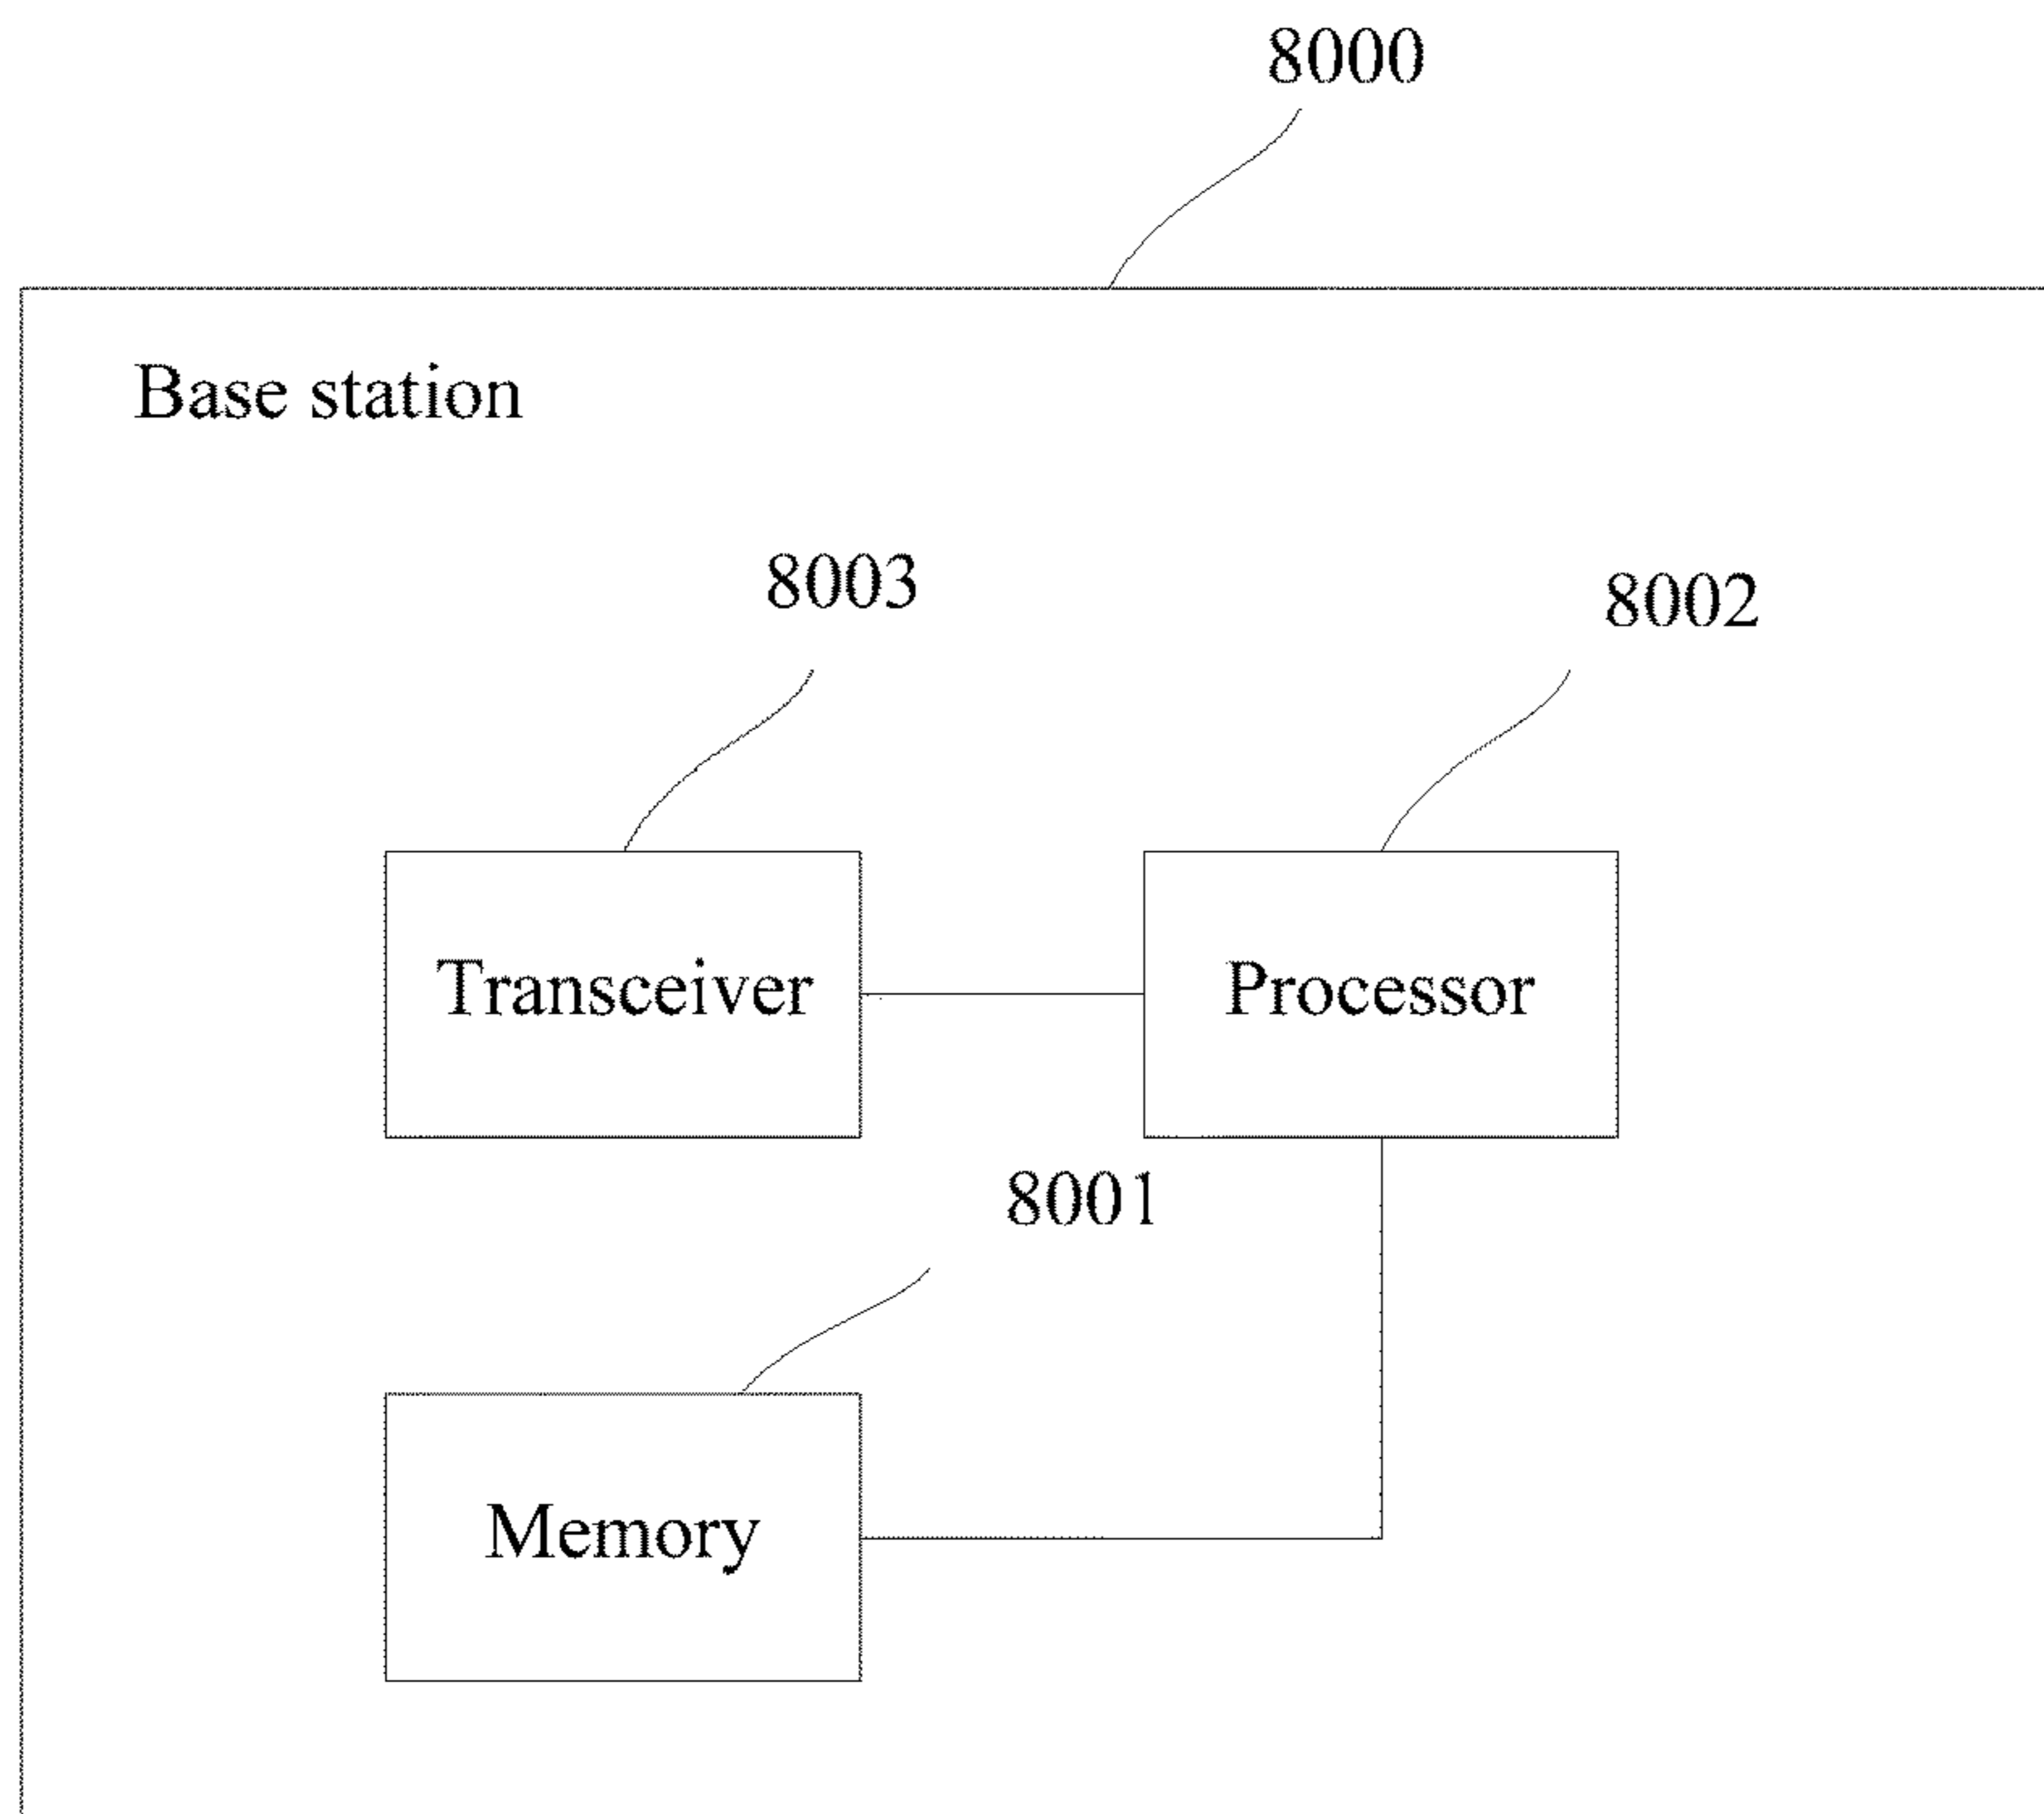 8000
Base station
8003
8002
Transceiver
Processor
8001
Memory